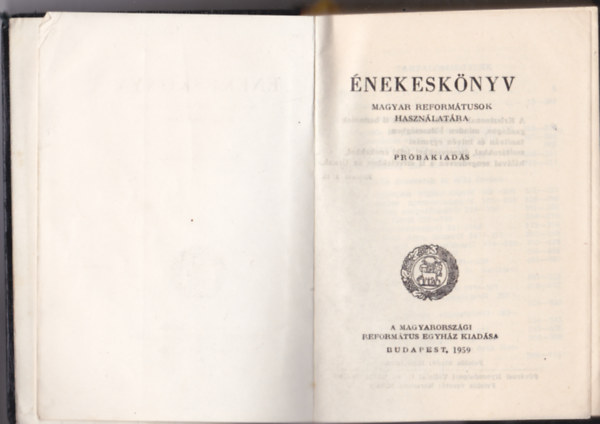 ÉNEKESKÖNYV
MAGYAR REFORMÁTUSOK
HASZNÁLATÁRA
PRÓBAKIADÁS
A MAGYARORSZÁGI
REFORMÁTUS EGYHÁZ KIADÁSA
BUDAPEST, 1959